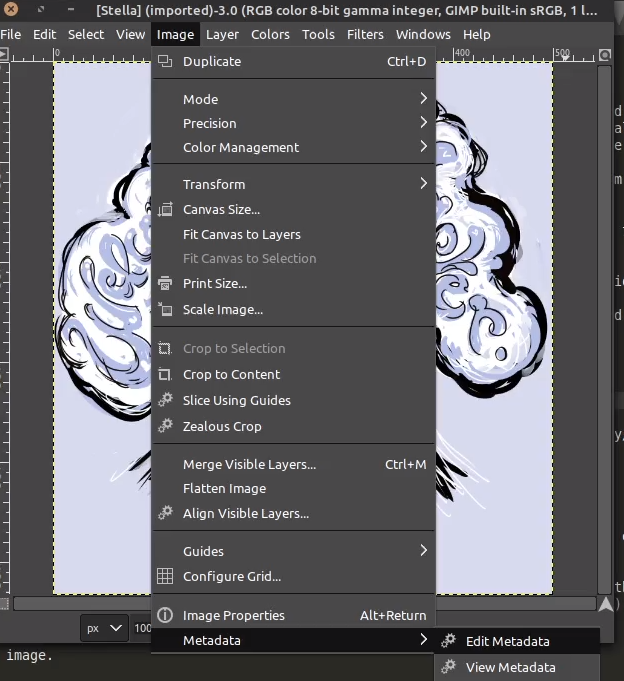 [Stella] (imported)-3.0 (RGB color 8-bit gamma integer, GIMP built-in sRGB, 1 l...
File Edit Select View Image Layer Colors Tools Filters Windows Help
0 400 500
Duplicate Ctrl+D
Mode
Precision
Color Management
Transform
Canvas Size...
Fit Canvas to Layers
Fit Canvas to Selection
Print Size...
Scale Image...
Crop to Selection
Crop to Content
Slice Using Guides
Zealous Crop
Merge Visible Layers... Ctrl+M
Flatten Image
Align Visible Layers...
Guides
Configure Grid...
Image Properties Alt+Return
px 100
Metadata
Edit Metadata
image.
View Metadata